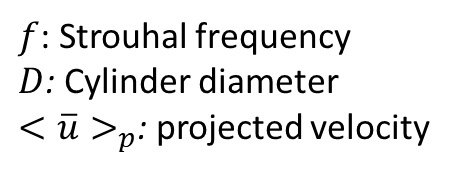 f: Strouhal frequency
D: Cylinder diameter
< ū >p: projected velocity